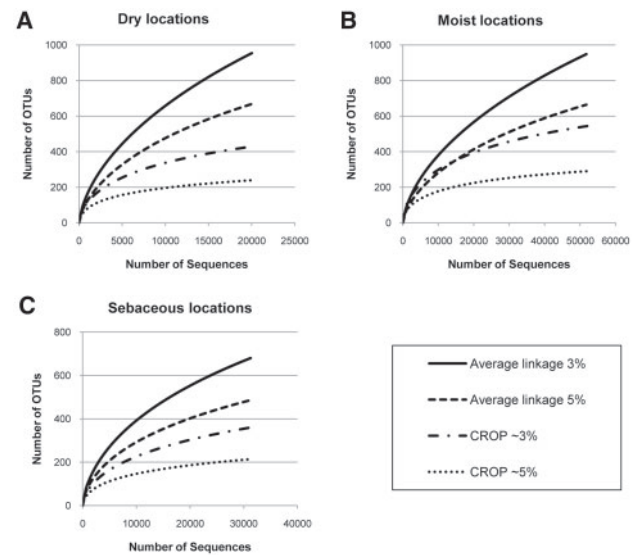 A
Dry locations
Number of OTUs
1000
800
600
400
200
0
0 5000 10000 15000 20000 25000
Number of Sequences
B
Moist locations
Number of OTUs
1000
800
600
400
200
0
0 10000 20000 30000 40000 50000 60000
Number of Sequences
C
Sebaceous locations
Number of OTUs
800
600
400
200
0
0 10000 20000 30000 40000
Number of Sequences
Average linkage 3%
Average linkage 5%
CROP ~3%
CROP ~5%